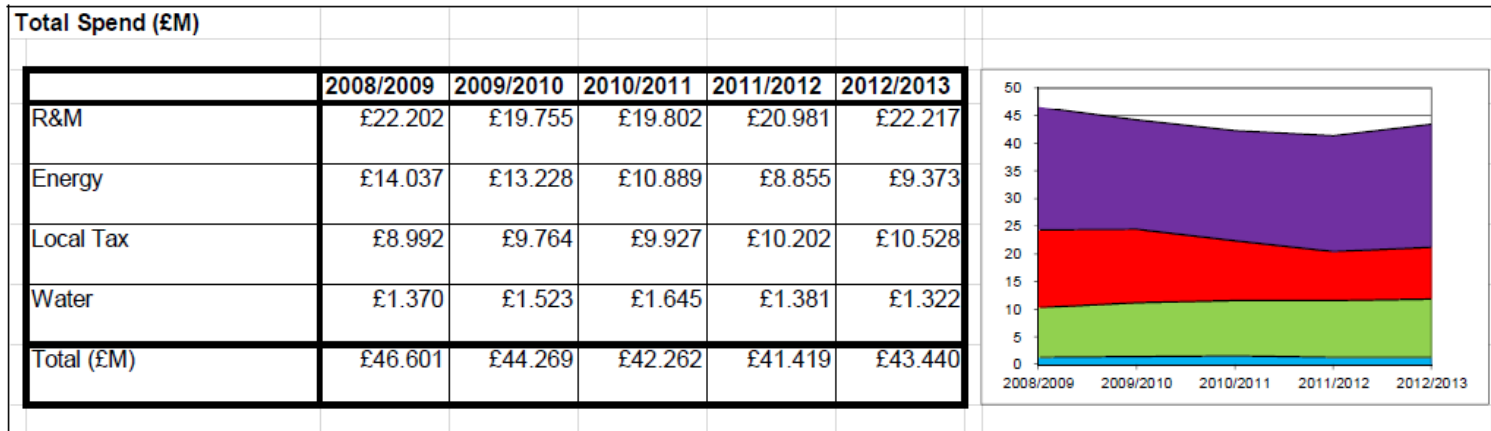 Total Spend (£M)
2008/2009 2009/2010 2010/2011 2011/2012 2012/2013
R&M £22.202 £19.755 £19.802 £20.981 £22.217
Energy £14.037 £13.228 £10.889 £8.855 £9.373
Local Tax £8.992 £9.764 £9.927 £10.202 £10.528
Water £1.370 £1.523 £1.645 £1.381 £1.322
Total (£M) £46.601 £44.269 £42.262 £41.419 £43.440
50
45
40
35
30
25
20
15
10
5
0
2008/2009 2009/2010 2010/2011 2011/2012 2012/2013